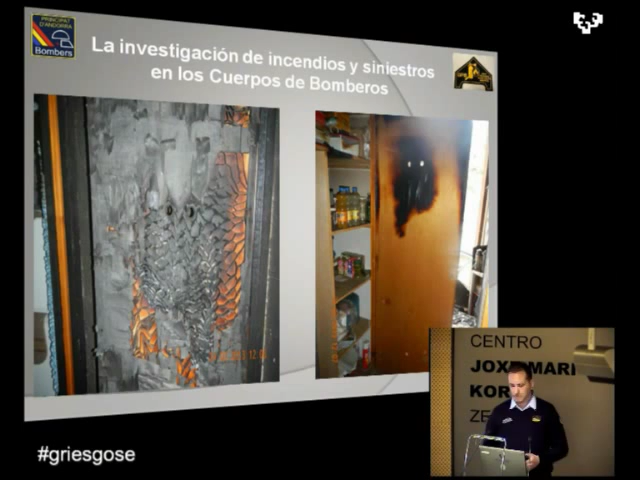 PRINCIPAT
D'ANDORRA
Bombers
La investigación de incendios y siniestros
en los Cuerpos de Bomberos
CENTRO
JOXE MARI
KOR
ZE
#griesgose